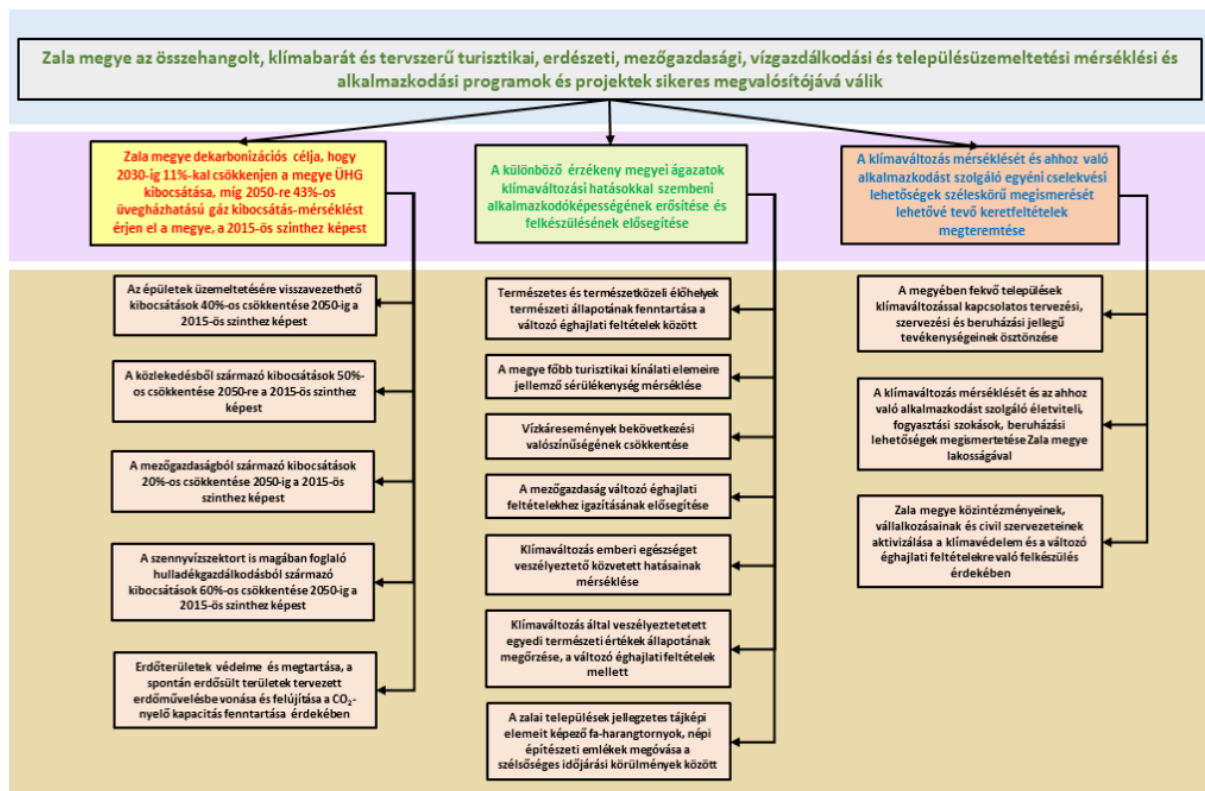 Zala megye az összehangolt, klímabarát és tervszerű turisztikai, erdészeti, mezőgazdasági, vízgazdálkodási és településüzemeltetési mérséklési és
alkalmazkodási programok és projektek sikeres megvalósítójává válik
Zala megye dekarbonizációs célja, hogy
2030-ig 11%-kal csökkenjen a megye ÜHG
kibocsátása, míg 2050-re 43%-os
üvegházhatású gáz kibocsátás-mérséklést
érjen el a megye, a 2015-ös szinthez képest
Az épületek üzemeltetésére visszavezethető
kibocsátások 40%-os csökkentése 2050-ig a
2015-ös szinthez képest
A közlekedésből származó kibocsátások 50%-
os csökkentése 2050-re a 2015-ös szinthez
képest
A mezőgazdaságból származó kibocsátások
20%-os csökkentése 2050-ig a 2015-ös
szinthez képest
A szennyvízszektort is magában foglaló
hulladékgazdálkodásból származó
kibocsátások 60%-os csökkentése 2050-ig a
2015-ös szinthez képest
Erdőterületek védelme és megtartása, a
spontán erdősült területek tervezett
erdőművelésbe vonása és felújítása a CO₂-
nyelő kapacitás fenntartása érdekében
A különböző érzékeny megyei ágazatok
klímaváltozási hatásokkal szembeni
alkalmazkodóképességének erősítése és
felkészülésének elősegítése
Természetes és természetközeli élőhelyek
természeti állapotának fenntartása a
változó éghajlati feltételek között
A megye főbb turisztikai kínálati elemeire
jellemző sérülékenység mérséklése
Vízkáresemények bekövetkezési
valószínűségének csökkentése
A mezőgazdaság változó éghajlati
feltételekhez igazításának elősegítése
Klímaváltozás emberi egészséget
veszélyeztető közvetett hatásainak
mérséklése
Klímaváltozás által veszélyeztetetett
egyedi természeti értékek állapotának
megőrzése, a változó éghajlati feltételek
mellett
A zalai települések jellegzetes tájképi
elemeit képező fa-harangtornyok, népi
építészeti emlékek megóvása a
szélsőséges időjárási körülmények között
A klímaváltozás mérséklését és ahhoz való
alkalmazkodást szolgáló egyéni cselekvési
lehetőségek széleskörű megismerését
lehetővé tevő keretfeltételek
megteremtése
A megyében fekvő települések
klímaváltozással kapcsolatos tervezési,
szervezési és beruházási jellegű
tevékenységeinek ösztönzése
A klímaváltozás mérséklését és az ahhoz
való alkalmazkodást szolgáló életviteli,
fogyasztási szokások, beruházási
lehetőségek megismertetése Zala megye
lakosságával
Zala megye közintézményeinek,
vállalkozásainak és civil szervezeteinek
aktivizálása a klímavédelem és a változó
éghajlati feltételekre való felkészülés
érdekében